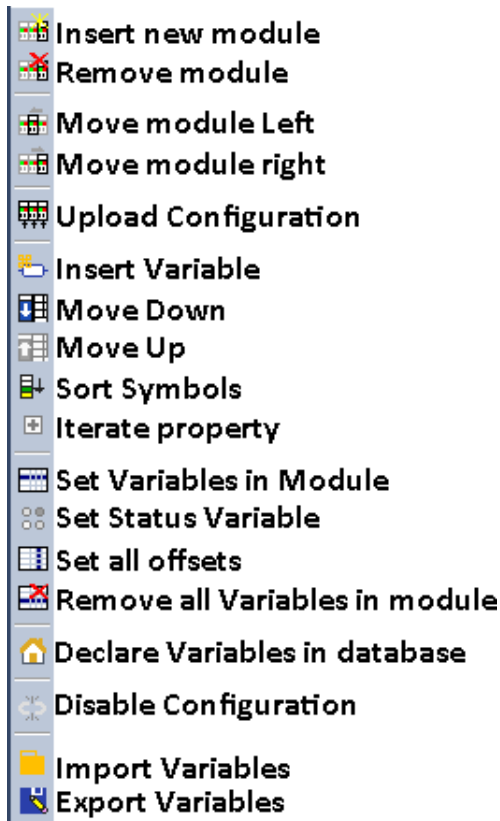 Insert new module
Remove module
Move module Left
Move module right
Upload Configuration
Insert Variable
Move Down
Move Up
Sort Symbols
Iterate property
Set Variables in Module
Set Status Variable
Set all offsets
Remove all Variables in module
Declare Variables in database
Disable Configuration
Import Variables
Export Variables